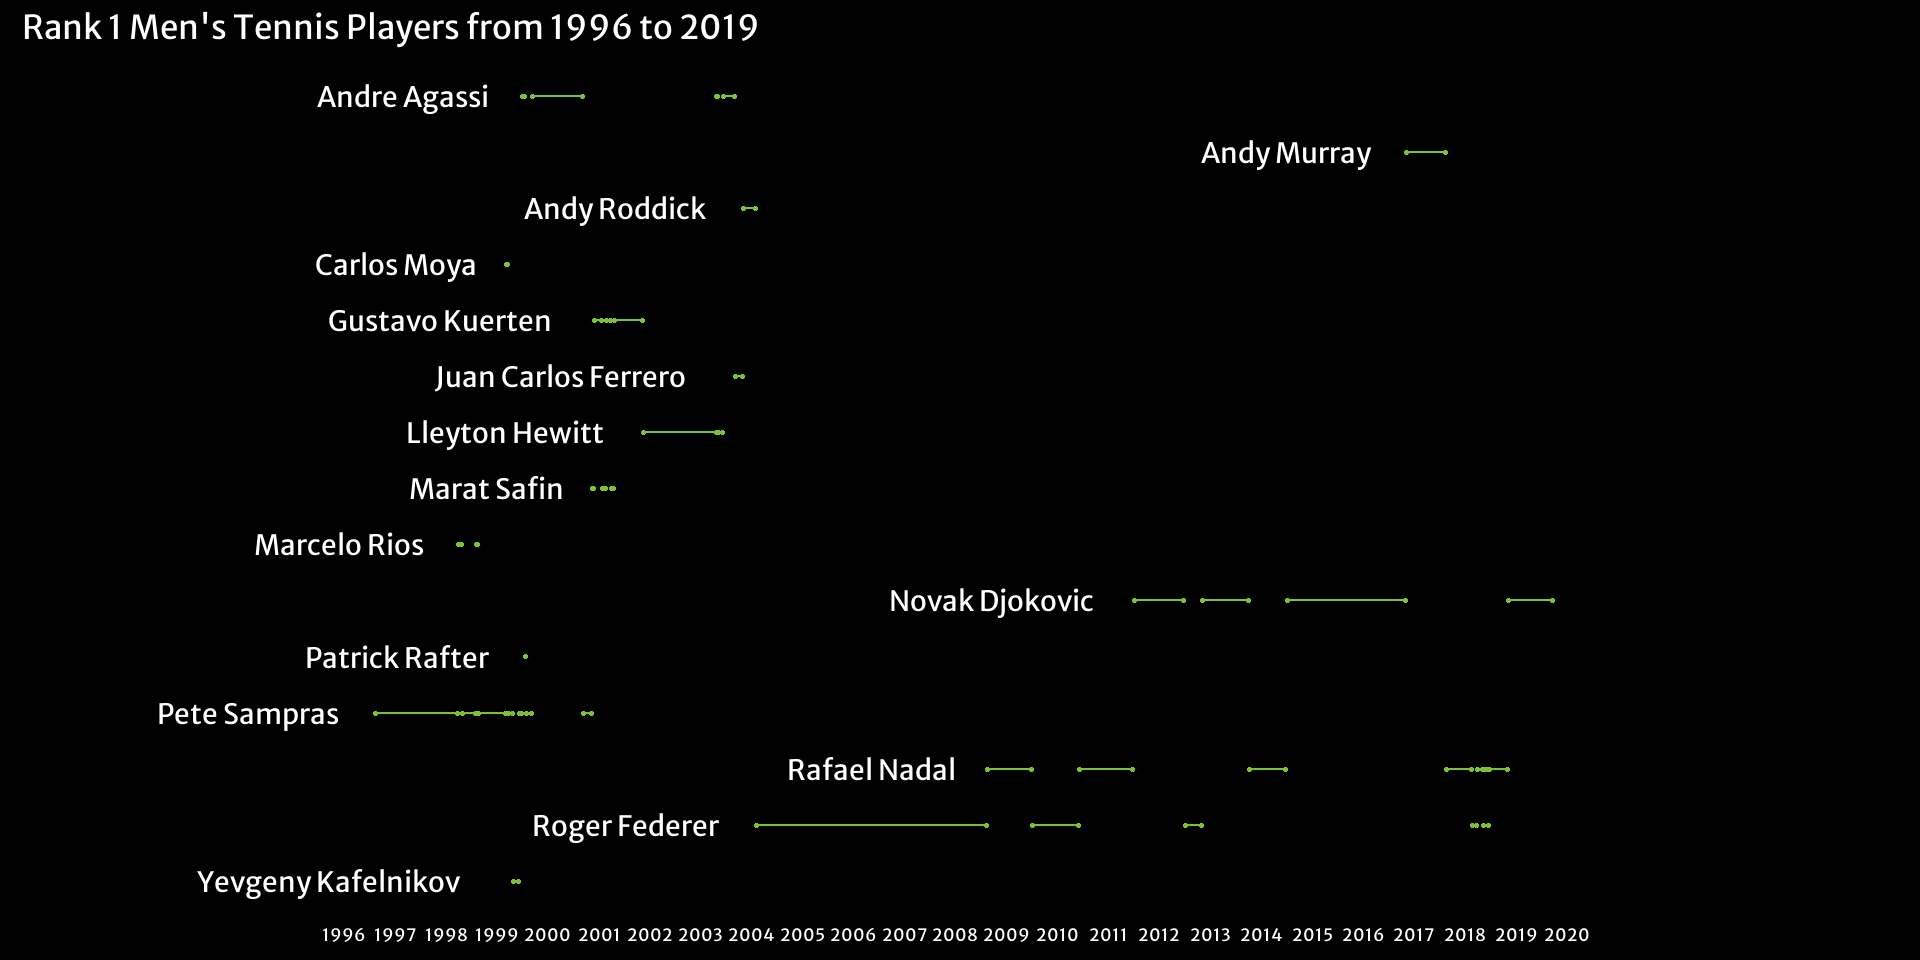 Rank 1 Men's Tennis Players from 1996 to 2019
Andre Agassi
Andy Murray
Andy Roddick
Carlos Moya
Gustavo Kuerten
Juan Carlos Ferrero
Lleyton Hewitt
Marat Safin
Marcelo Rios
Novak Djokovic
Patrick Rafter
Pete Sampras
Rafael Nadal
Roger Federer
Yevgeny Kafelnikov
1996 1997 1998 1999 2000 2001 2002 2003 2004 2005 2006 2007 2008 2009 2010 2011 2012 2013 2014 2015 2016 2017 2018 2019 2020